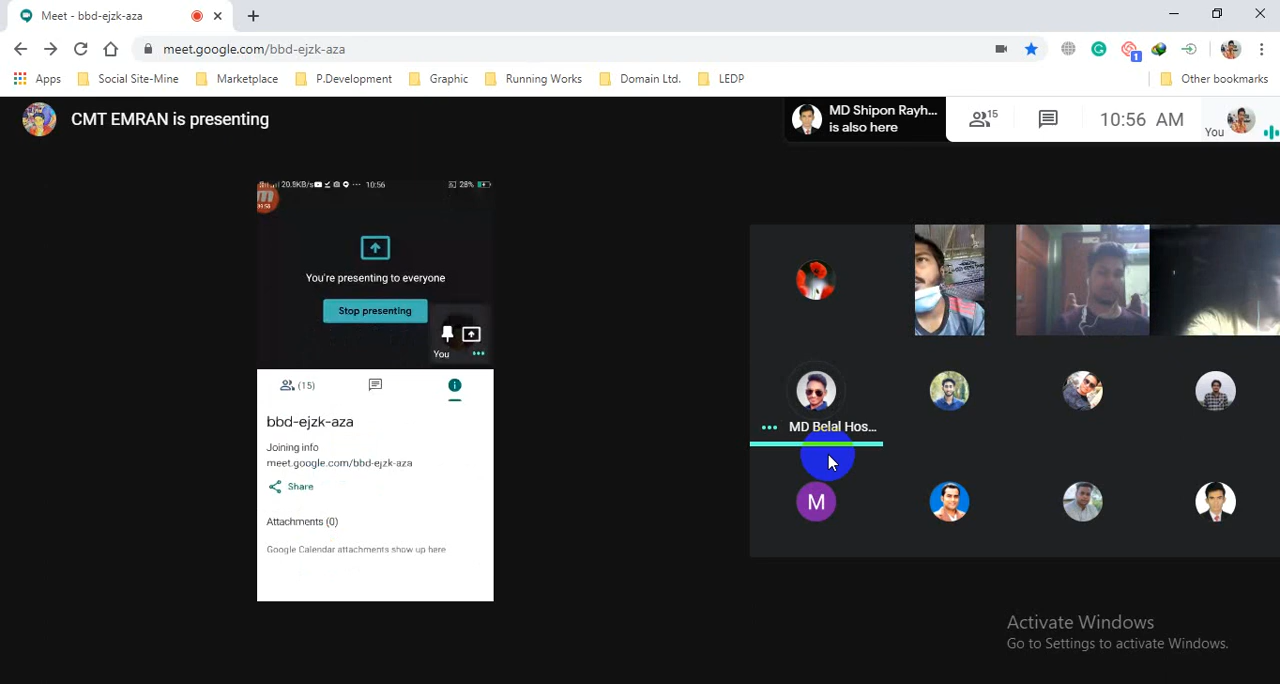 Meet - bbd-ejzk-aza
meet.google.com/bbd-ejzk-aza
1
Apps Social Site-Mine Marketplace P.Development Graphic Running Works Domain Ltd. LEDP Other bookmarks
CMT EMRAN is presenting
MD Shipon Rayh...
is also here
15
10:56 AM
You
20.8KB/s ··· 10:56 28%
You're presenting to everyone
Stop presenting
You
(15)
bbd-ejzk-aza
Joining info
meet.google.com/bbd-ejzk-aza
Share
Attachments (0)
Google Calendar attachments show up here
MD Belal Hos...
M
Activate Windows
Go to Settings to activate Windows.